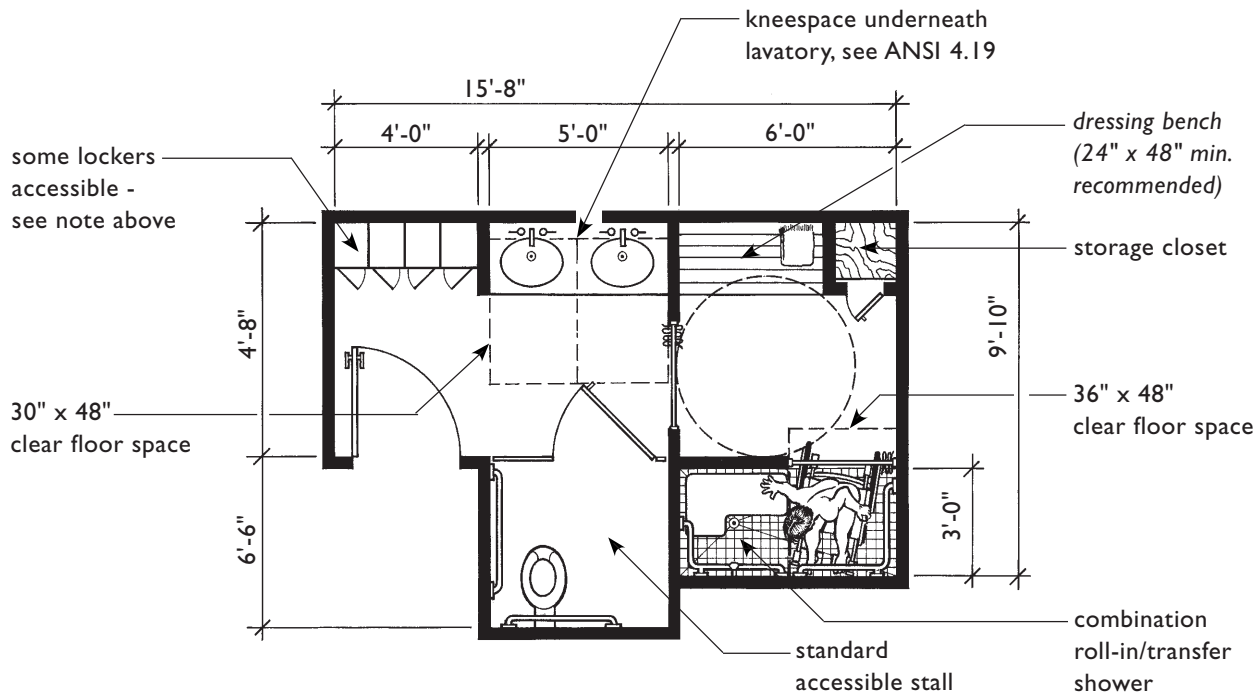 kneespace underneath
lavatory, see ANSI 4.19
15'-8"
4'-0"
5'-0"
6'-0"
some lockers
accessible -
see note above
dressing bench
(24" x 48" min.
recommended)
storage closet
4'-8"
9'-10"
30" x 48"
clear floor space
36" x 48"
clear floor space
6'-6"
3'-0"
standard
accessible stall
combination
roll-in/transfer
shower